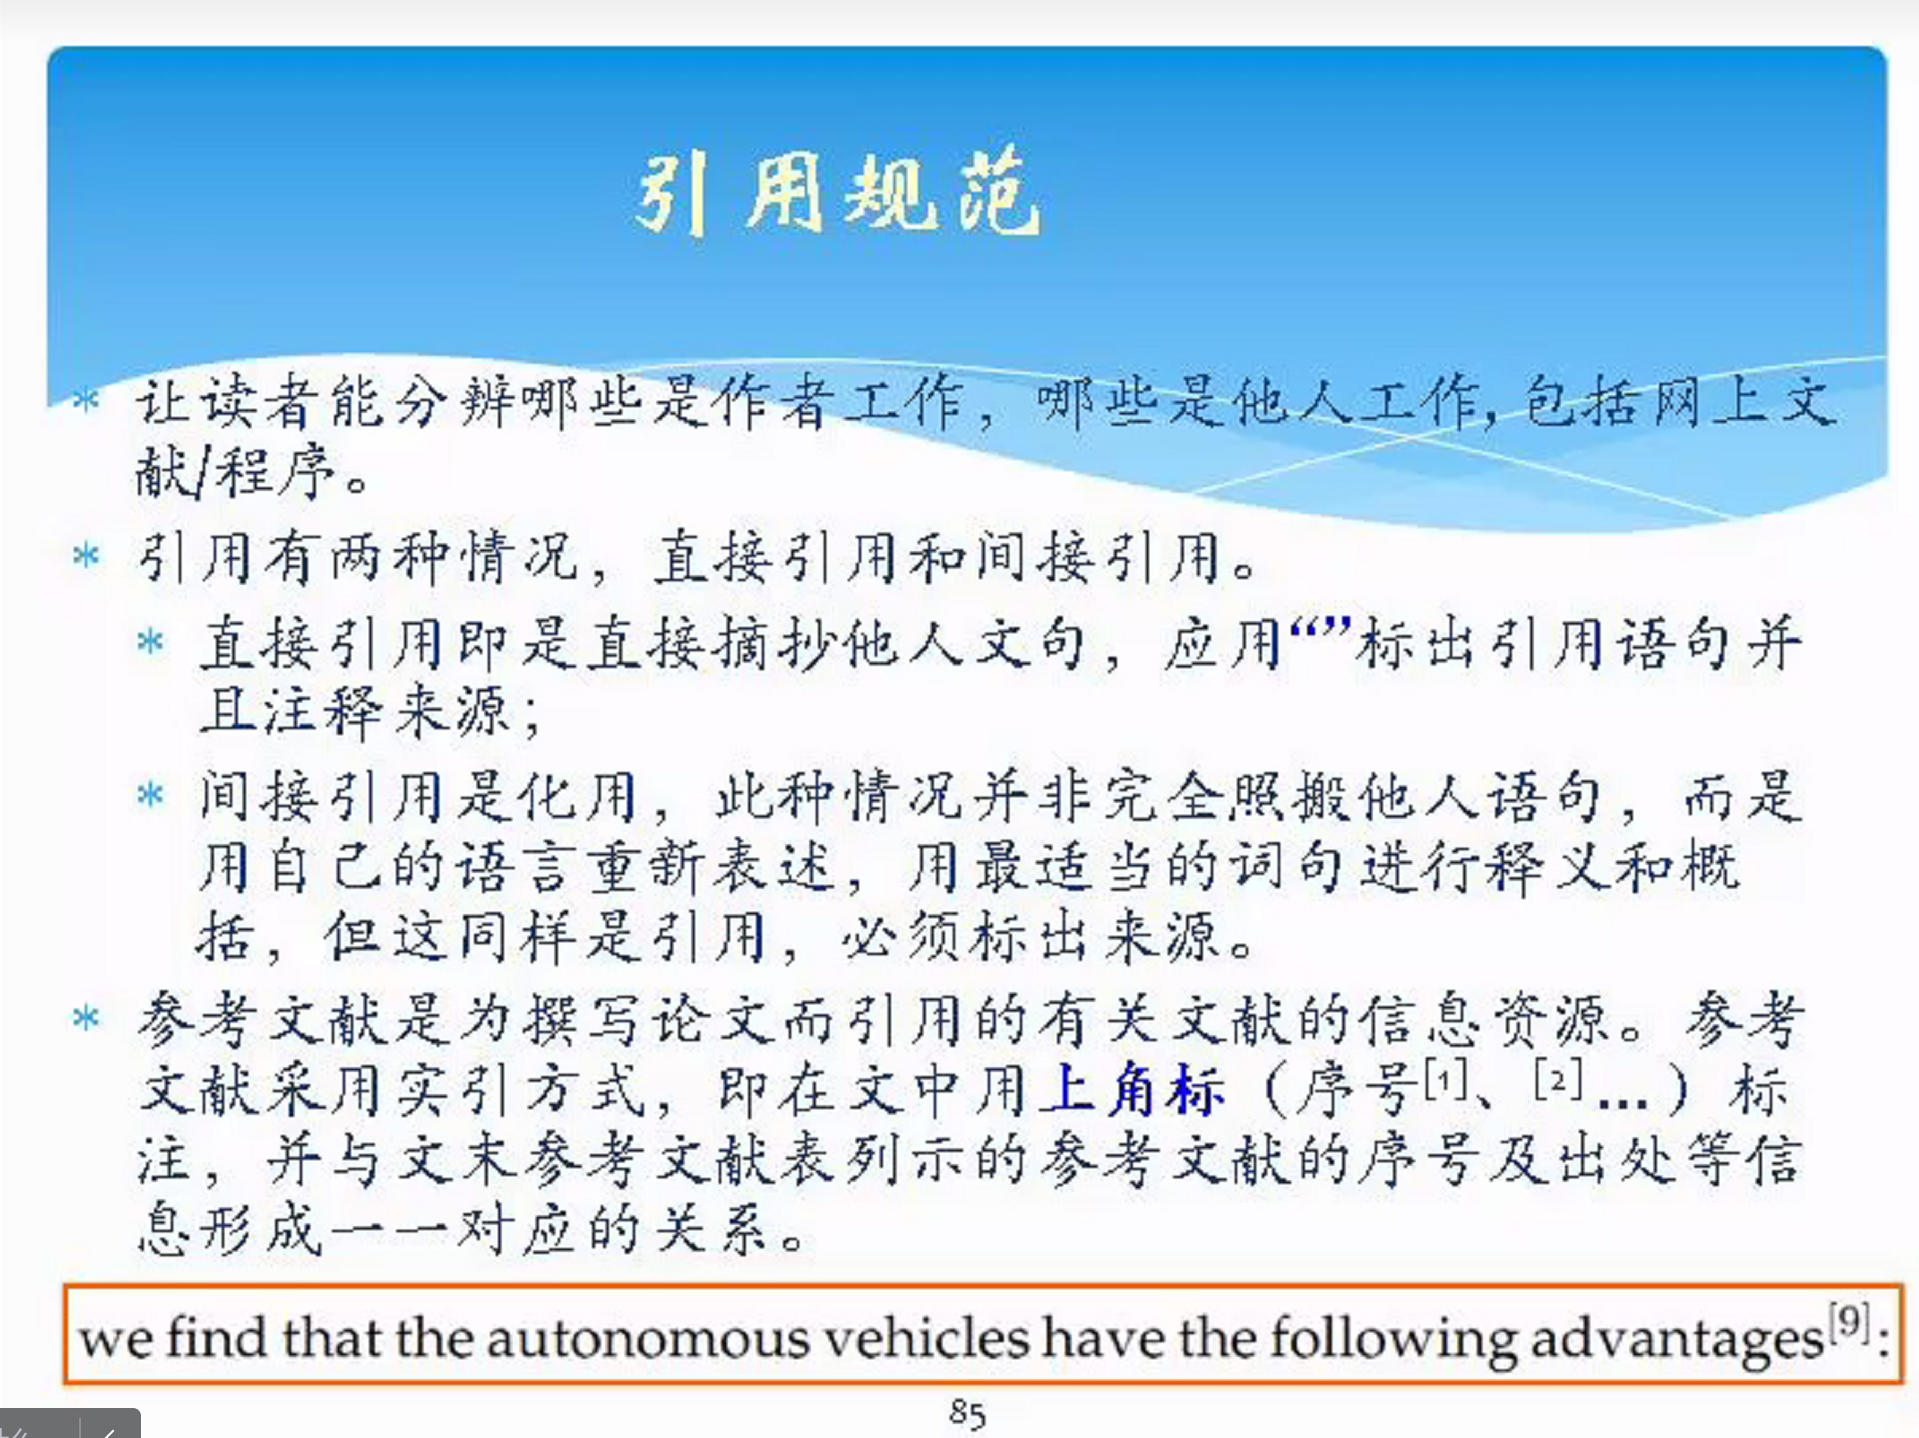 引用规范
* 让读者能分辨哪些是作者工作，哪些是他人工作,包括网上文
献/程序。
* 引用有两种情况，直接引用和间接引用。
* 直接引用即是直接摘抄他人文句，应用“”标出引用语句并
且注释来源；
* 间接引用是化用，此种情况并非完全照搬他人语句，而是
用自己的语言重新表述，用最适当的词句进行释义和概
括，但这同样是引用，必须标出来源。
* 参考文献是为撰写论文而引用的有关文献的信息资源。参考
文献采用实引方式，即在文中用上角标（序号[1]、[2]...）标
注，并与文末参考文献表列示的参考文献的序号及出处等信
息形成一一对应的关系。
we find that the autonomous vehicles have the following advantages[9]:
85